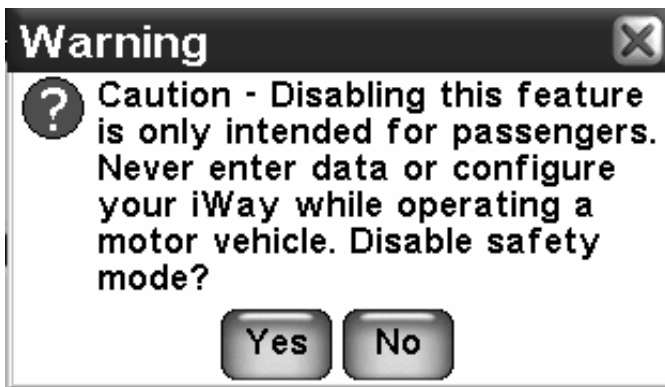 Warning
Caution - Disabling this feature
is only intended for passengers.
Never enter data or configure
your iWay while operating a
motor vehicle. Disable safety
mode?
Yes No